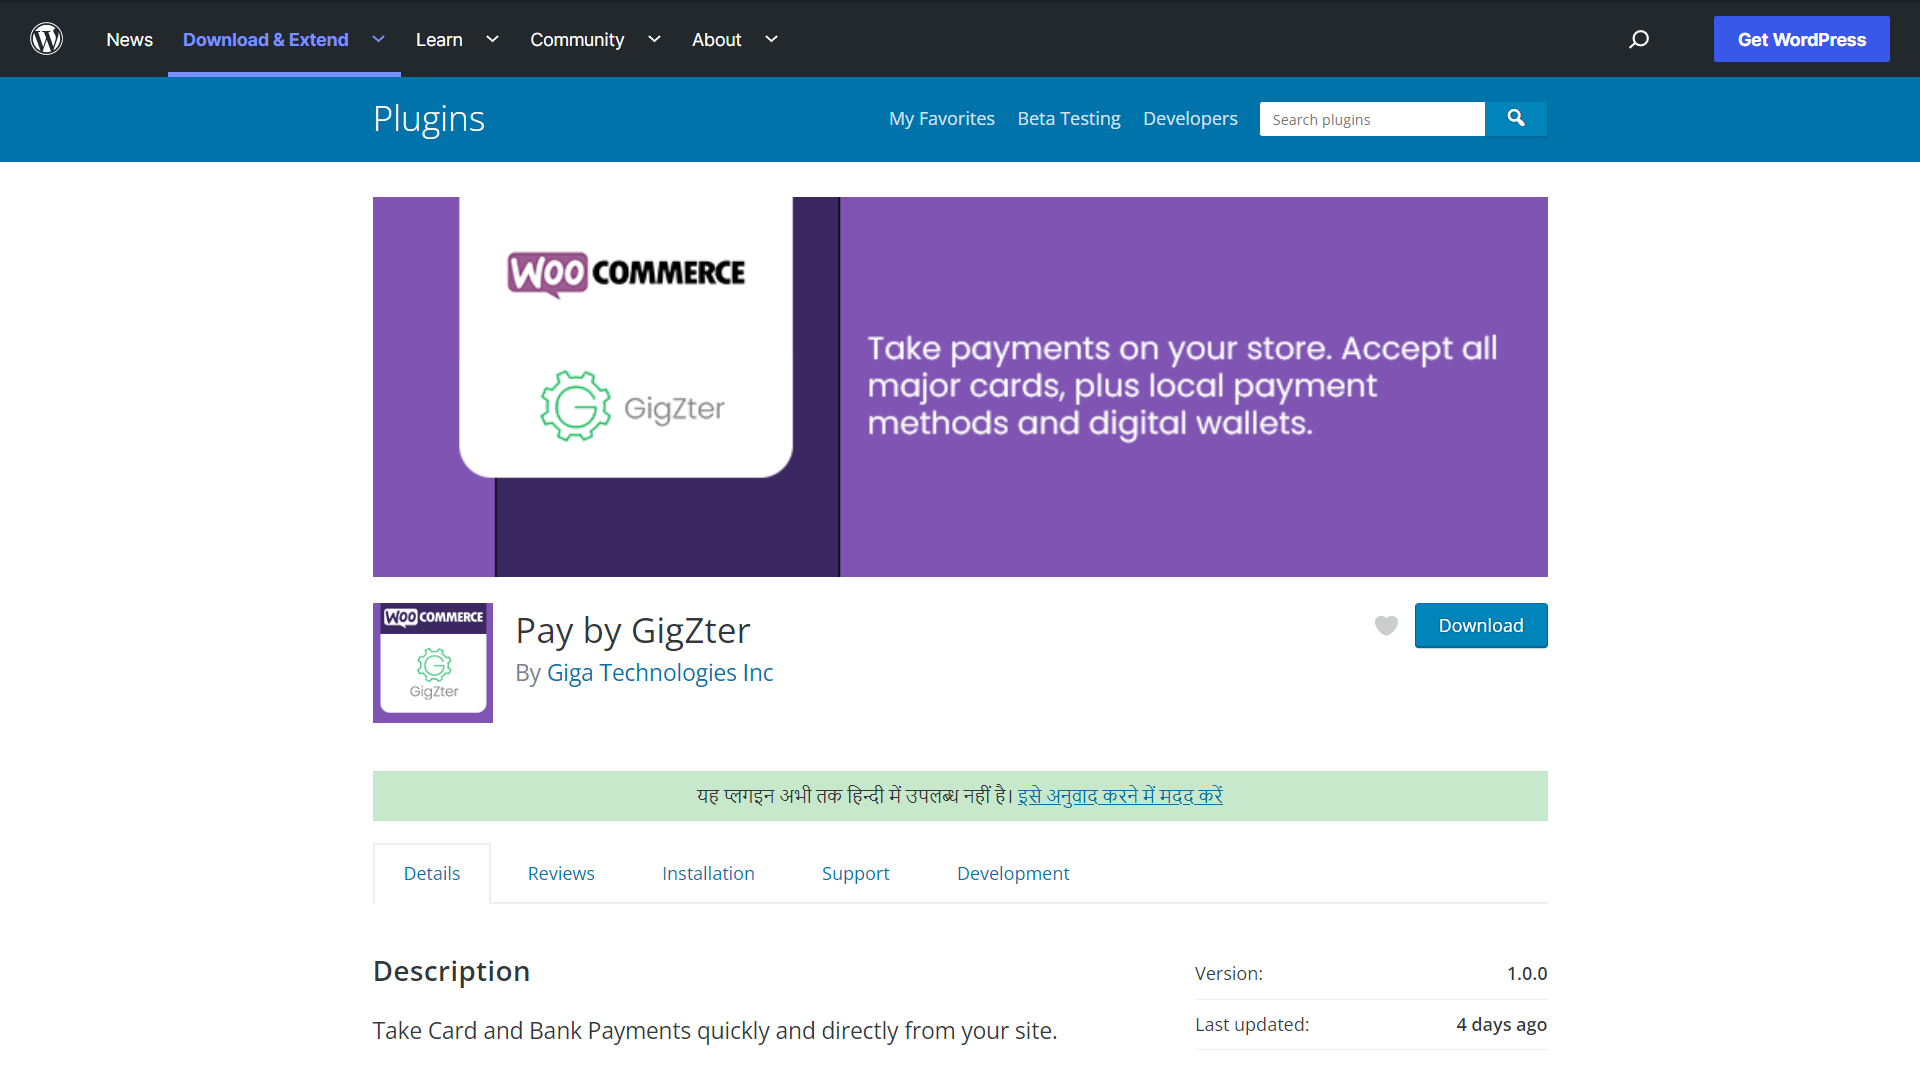 News Download & Extend Learn Community About Get WordPress
Plugins My Favorites Beta Testing Developers Search plugins
WOO COMMERCE
GigZter
Take payments on your store. Accept all
major cards, plus local payment
methods and digital wallets.
WOO COMMERCE
GigZter
Pay by GigZter
By Giga Technologies Inc
Download
यह प्लगइन अभी तक हिन्दी में उपलब्ध नहीं है। इसे अनुवाद करने में मदद करें
Details Reviews Installation Support Development
Description
Take Card and Bank Payments quickly and directly from your site.
Version: 1.0.0
Last updated: 4 days ago